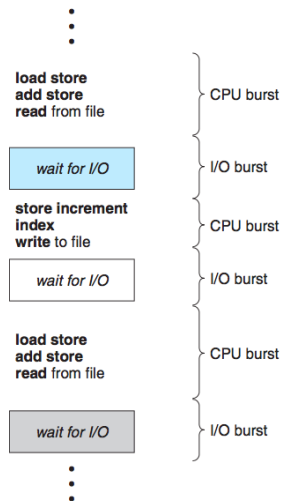 load store
add store
read from file
CPU burst
wait for I/O
I/O burst
store increment
index
write to file
CPU burst
wait for I/O
I/O burst
load store
add store
read from file
CPU burst
wait for I/O
I/O burst